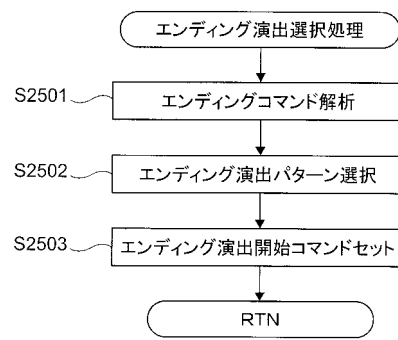 エンディング演出選択処理
S2501
エンディングコマンド解析
S2502
エンディング演出パターン選択
S2503
エンディング演出開始コマンドセット
RTN